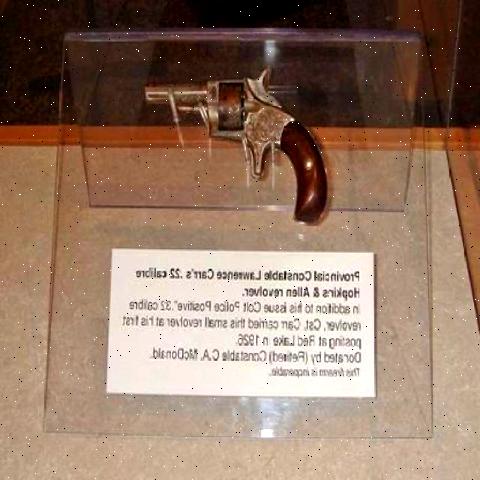 Provincial Constable Lawrence Carr's .22 calibre
Hopkins & Allen revolver.
In addition to his issue Colt Police Positive ".32" calibre
revolver, Cst. Carr carried this small revolver at his first
posting at Red Lake in 1926.
Donated by (Retired) Constable C.A. McDonald.
This firearm is inoperable.